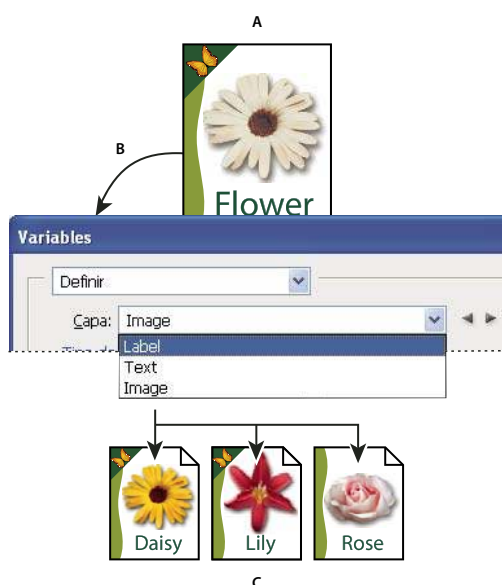 A
B
Flower
Variables
Definir
Capa: Image
Label
Text
Image
Daisy Lily Rose
C